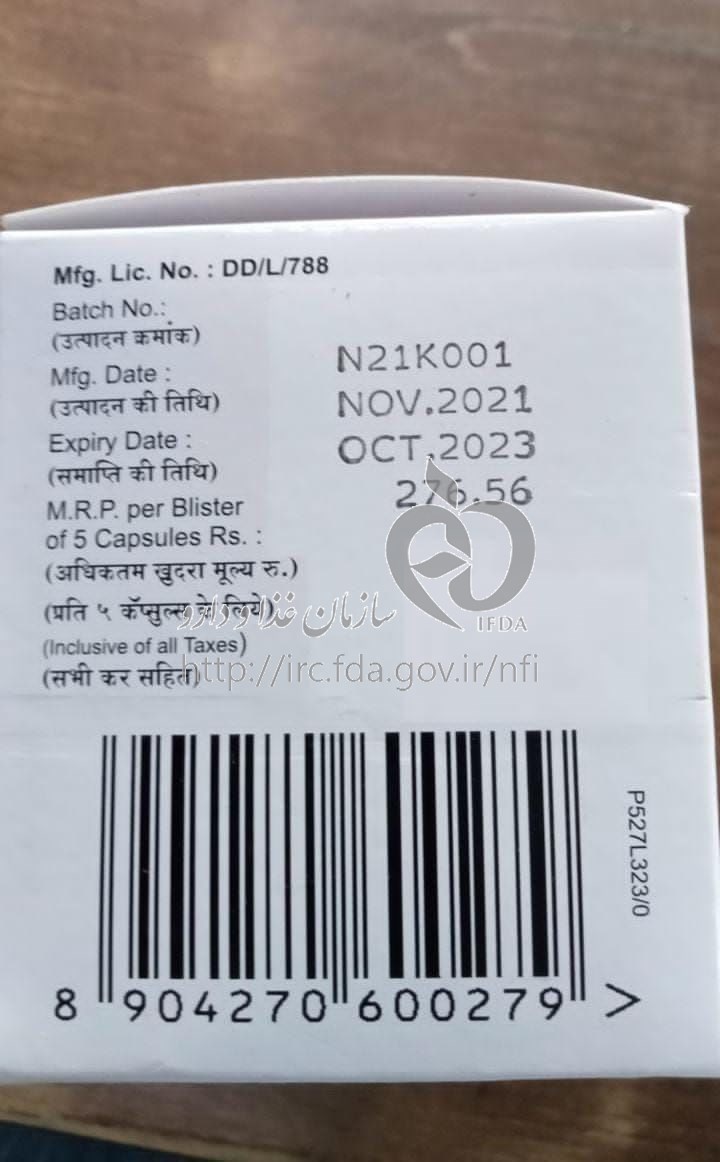 Mfg. Lic. No. : DD/L/788
Batch No.:
(उत्पादन कमांक)
N21K001
Mfg. Date :
(उत्पादन की तिथि)
NOV.2021
Expiry Date :
(समाप्ति की तिथि)
OCT.2023
M.R.P. per Blister
of 5 Capsules Rs. :
276.56
(अधिकतम खुदरा मूल्य रु.)
(प्रति ५ कॅप्सुल्स के लिये)
سازمان غذا و دارو
IFDA
(Inclusive of all Taxes)
(सभी कर सहित)
http://irc.fda.gov.ir/nfi
P527L323/0
8 904270 600279 >